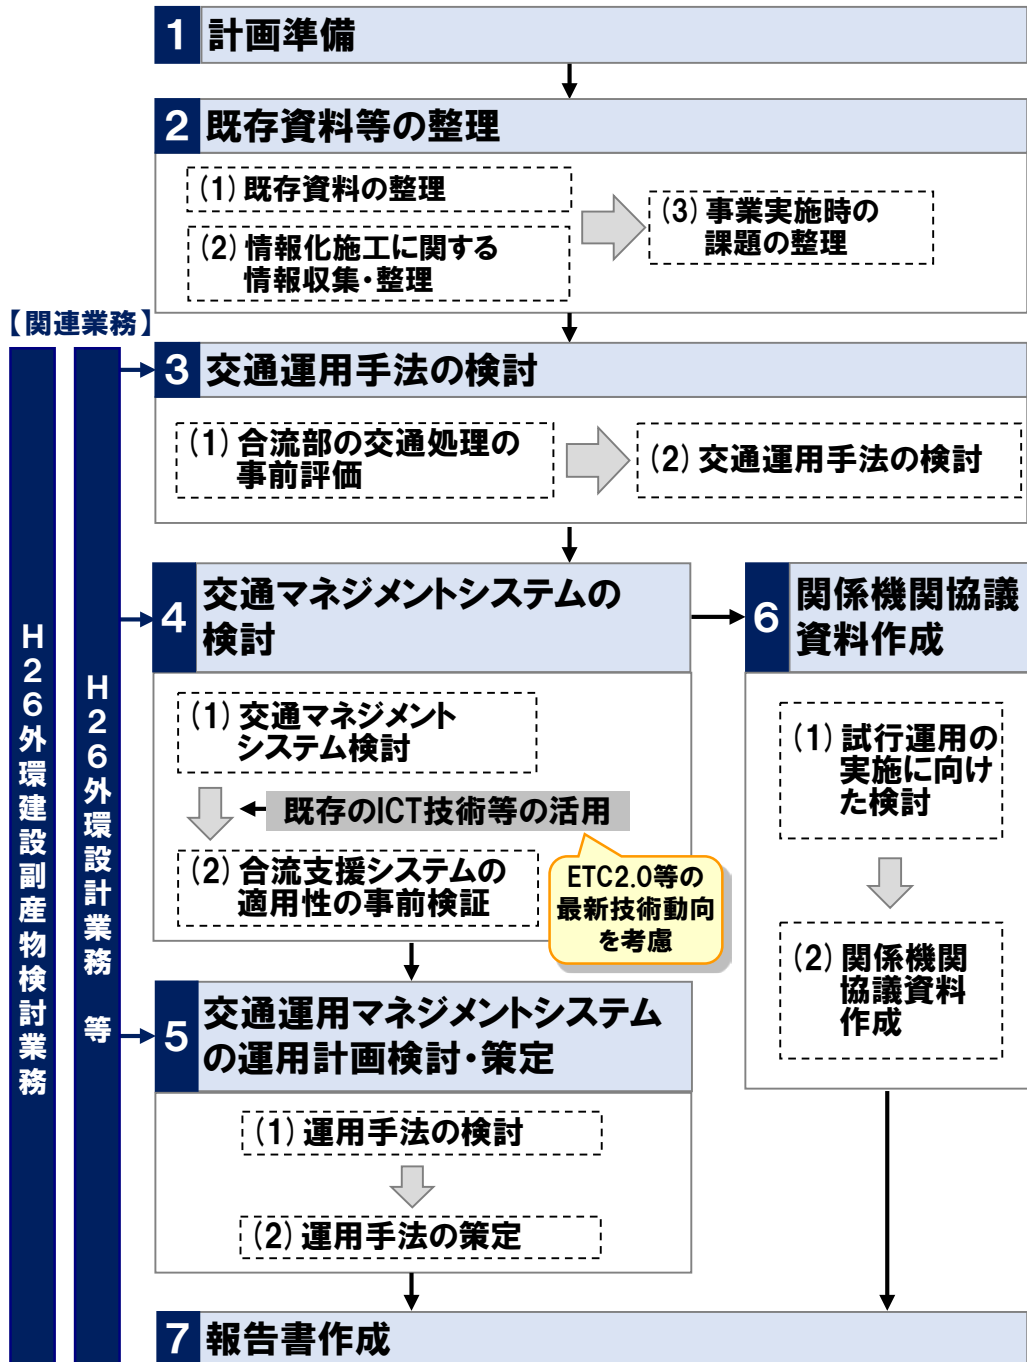 1 計画準備
2 既存資料等の整理
(1) 既存資料の整理
(2) 情報化施工に関する
情報収集・整理
(3) 事業実施時の
課題の整理
【関連業務】
H26外環建設副産物検討業務
H26外環設計業務 等
3 交通運用手法の検討
(1) 合流部の交通処理の
事前評価
(2) 交通運用手法の検討
4 交通マネジメントシステムの
検討
(1) 交通マネジメント
システム検討
既存のICT技術等の活用
(2) 合流支援システムの
適用性の事前検証
ETC2.0等の
最新技術動向
を考慮
6 関係機関協議
資料作成
(1) 試行運用の
実施に向け
た検討
(2) 関係機関
協議資料
作成
5 交通運用マネジメントシステム
の運用計画検討・策定
(1) 運用手法の検討
(2) 運用手法の策定
7 報告書作成